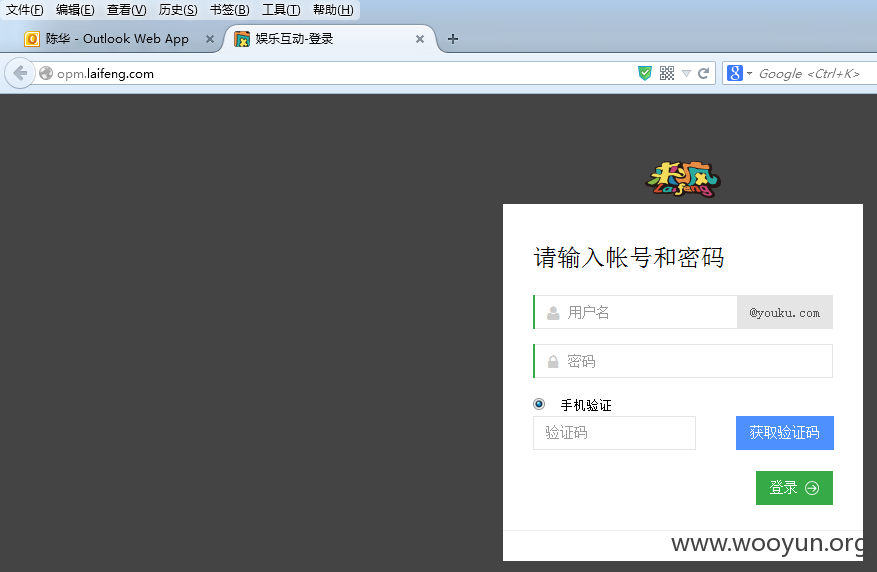 文件(F) 编辑(E) 查看(V) 历史(S) 书签(B) 工具(T) 帮助(H)
陈华 - Outlook Web App × 娱乐互动-登录 × +
opm.laifeng.com 8 Google <Ctrl+K>
来疯
Laifeng
请输入帐号和密码
用户名 @youku.com
密码
手机验证
验证码 获取验证码
登录
www.wooyun.org